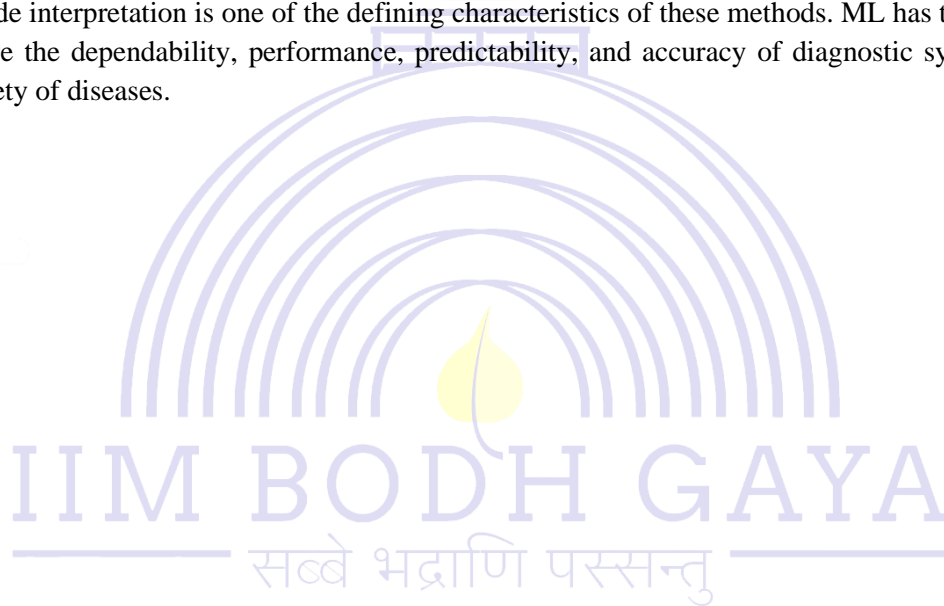 de interpretation is one of the defining characteristics of these methods. ML has t
e the dependability, performance, predictability, and accuracy of diagnostic sy
ety of diseases.
IIM BODH GAYA
सब्बे भद्राणि पस्सन्तु